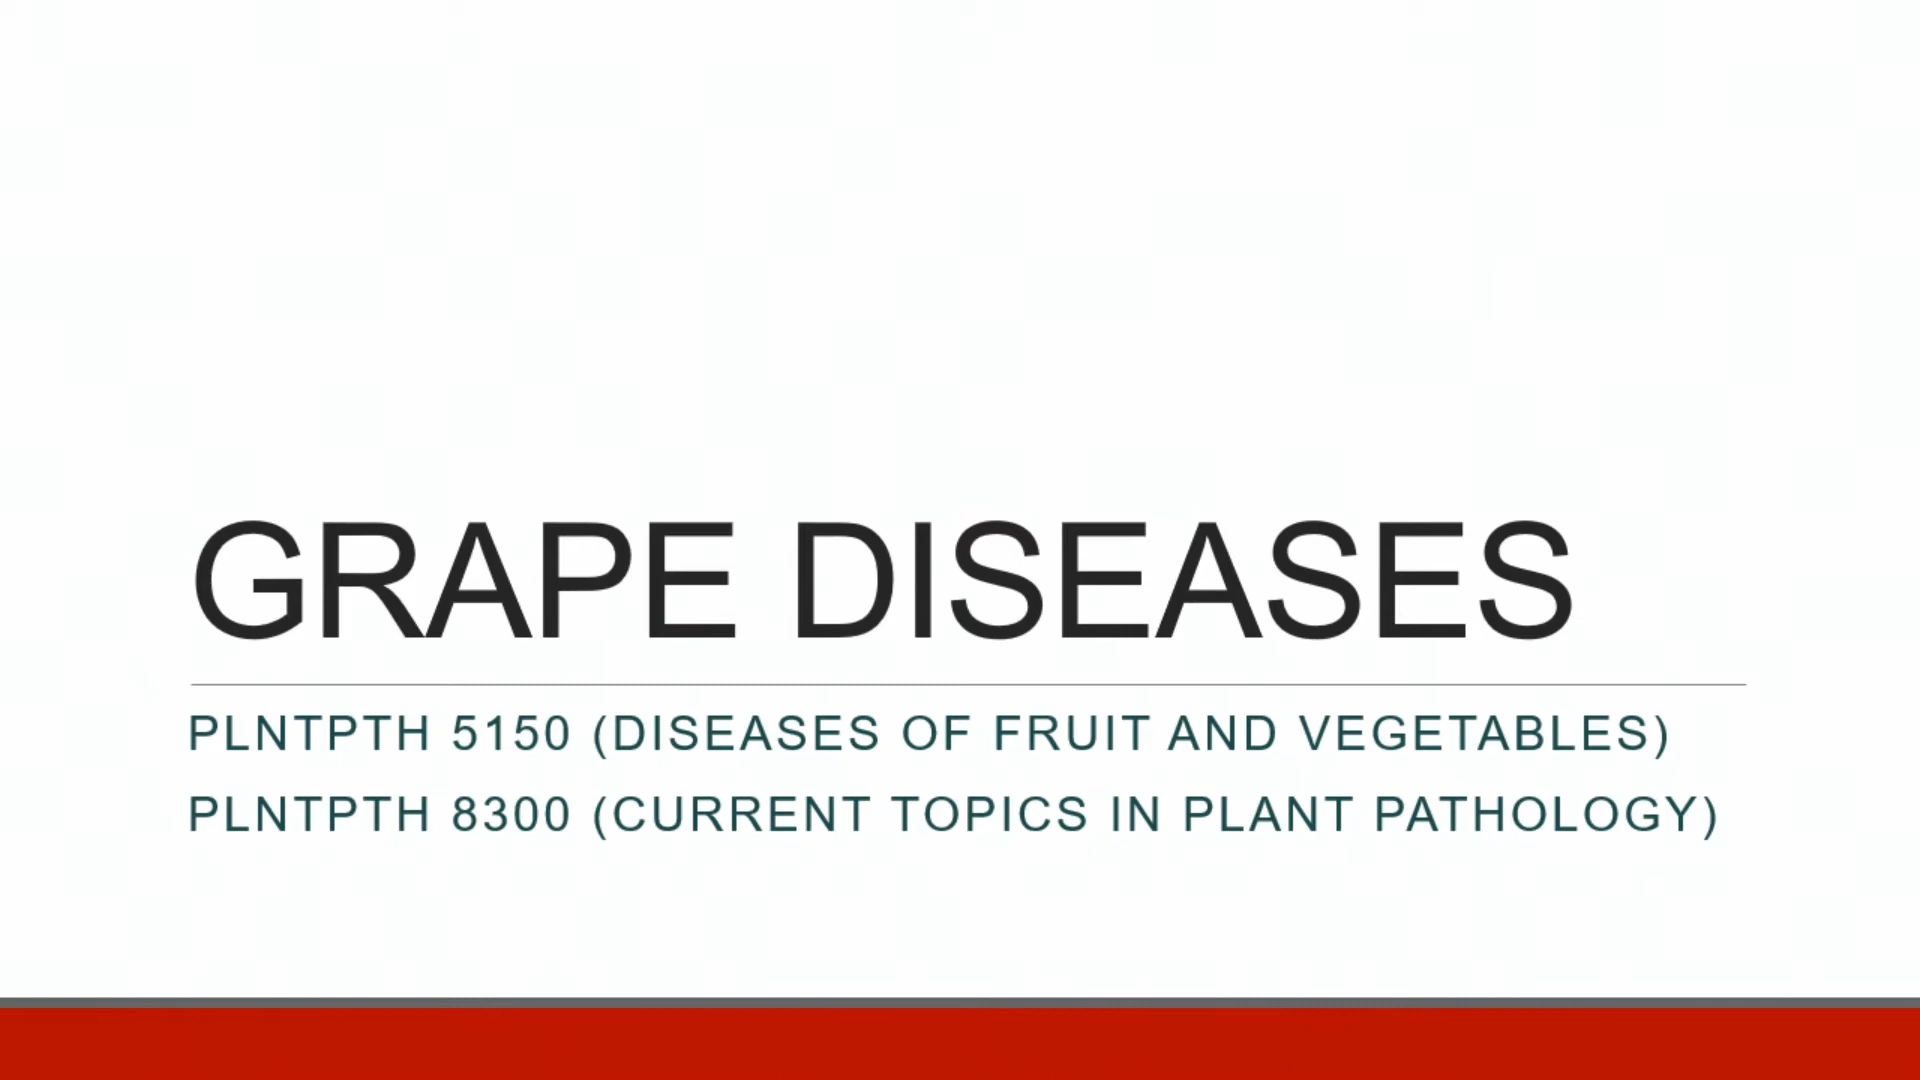 GRAPE DISEASES
PLNTPTH 5150 (DISEASES OF FRUIT AND VEGETABLES)
PLNTPTH 8300 (CURRENT TOPICS IN PLANT PATHOLOGY)